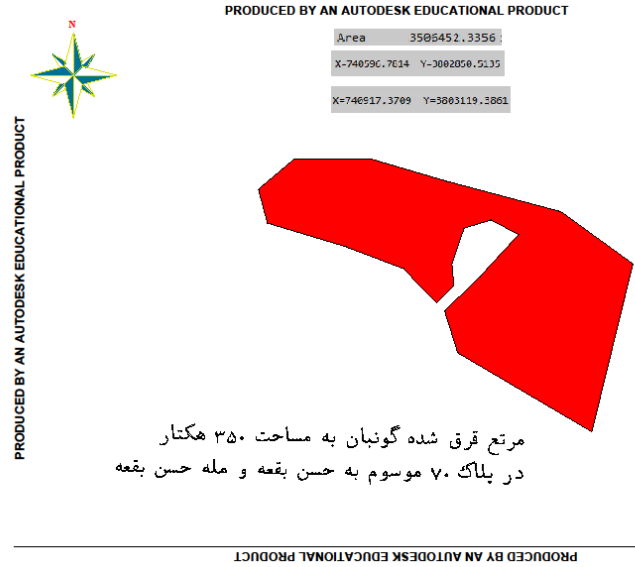 PRODUCED BY AN AUTODESK EDUCATIONAL PRODUCT
N
Area 3506452.3356
X=740917.3709 Y=3803119.3861
PRODUCED BY AN AUTODESK EDUCATIONAL PRODUCT
مرتع قرق شده گونبان به مساحت ۳۵۰ هکتار
در پلاک ۷۰ موسوم به حسن بقعه و مله حسن بقعه
PRODUCED BY AN AUTODESK EDUCATIONAL PRODUCT